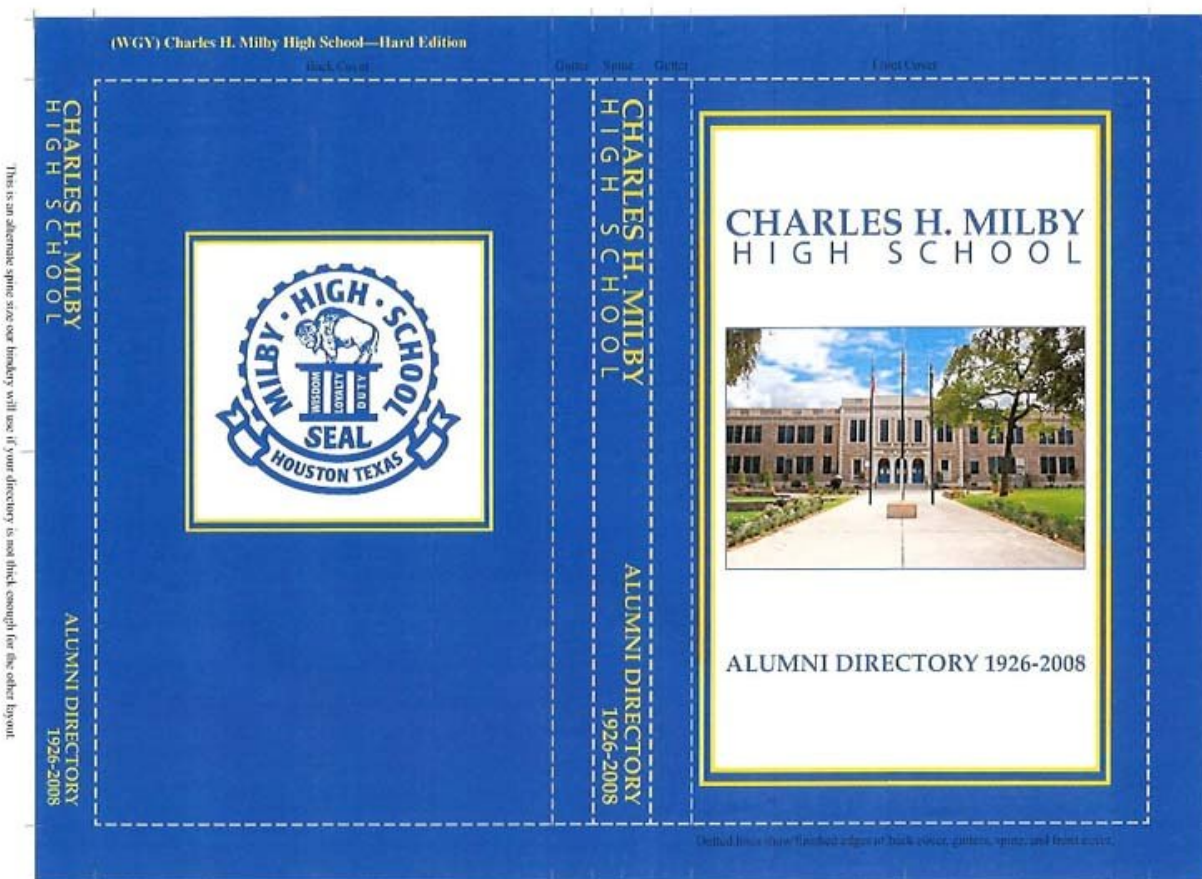 (WGY) Charles H. Milby High School—Hard Edition
Back Cover
Gutter
Spine
Gutter
Front Cover
This is an alternate spine size our bindery will use if your directory is not thick enough for the other layout.
CHARLES H. MILBY
HIGH SCHOOL
ALUMNI DIRECTORY
1926-2008
MILBY · HIGH · SCHOOL
WISDOM
LOYALTY
DUTY
SEAL
HOUSTON TEXAS
CHARLES H. MILBY
HIGH SCHOOL
ALUMNI DIRECTORY
1926-2008
CHARLES H. MILBY
HIGH SCHOOL
ALUMNI DIRECTORY 1926-2008
Dotted lines show finished edges of back cover, gutters, spine, and front cover.